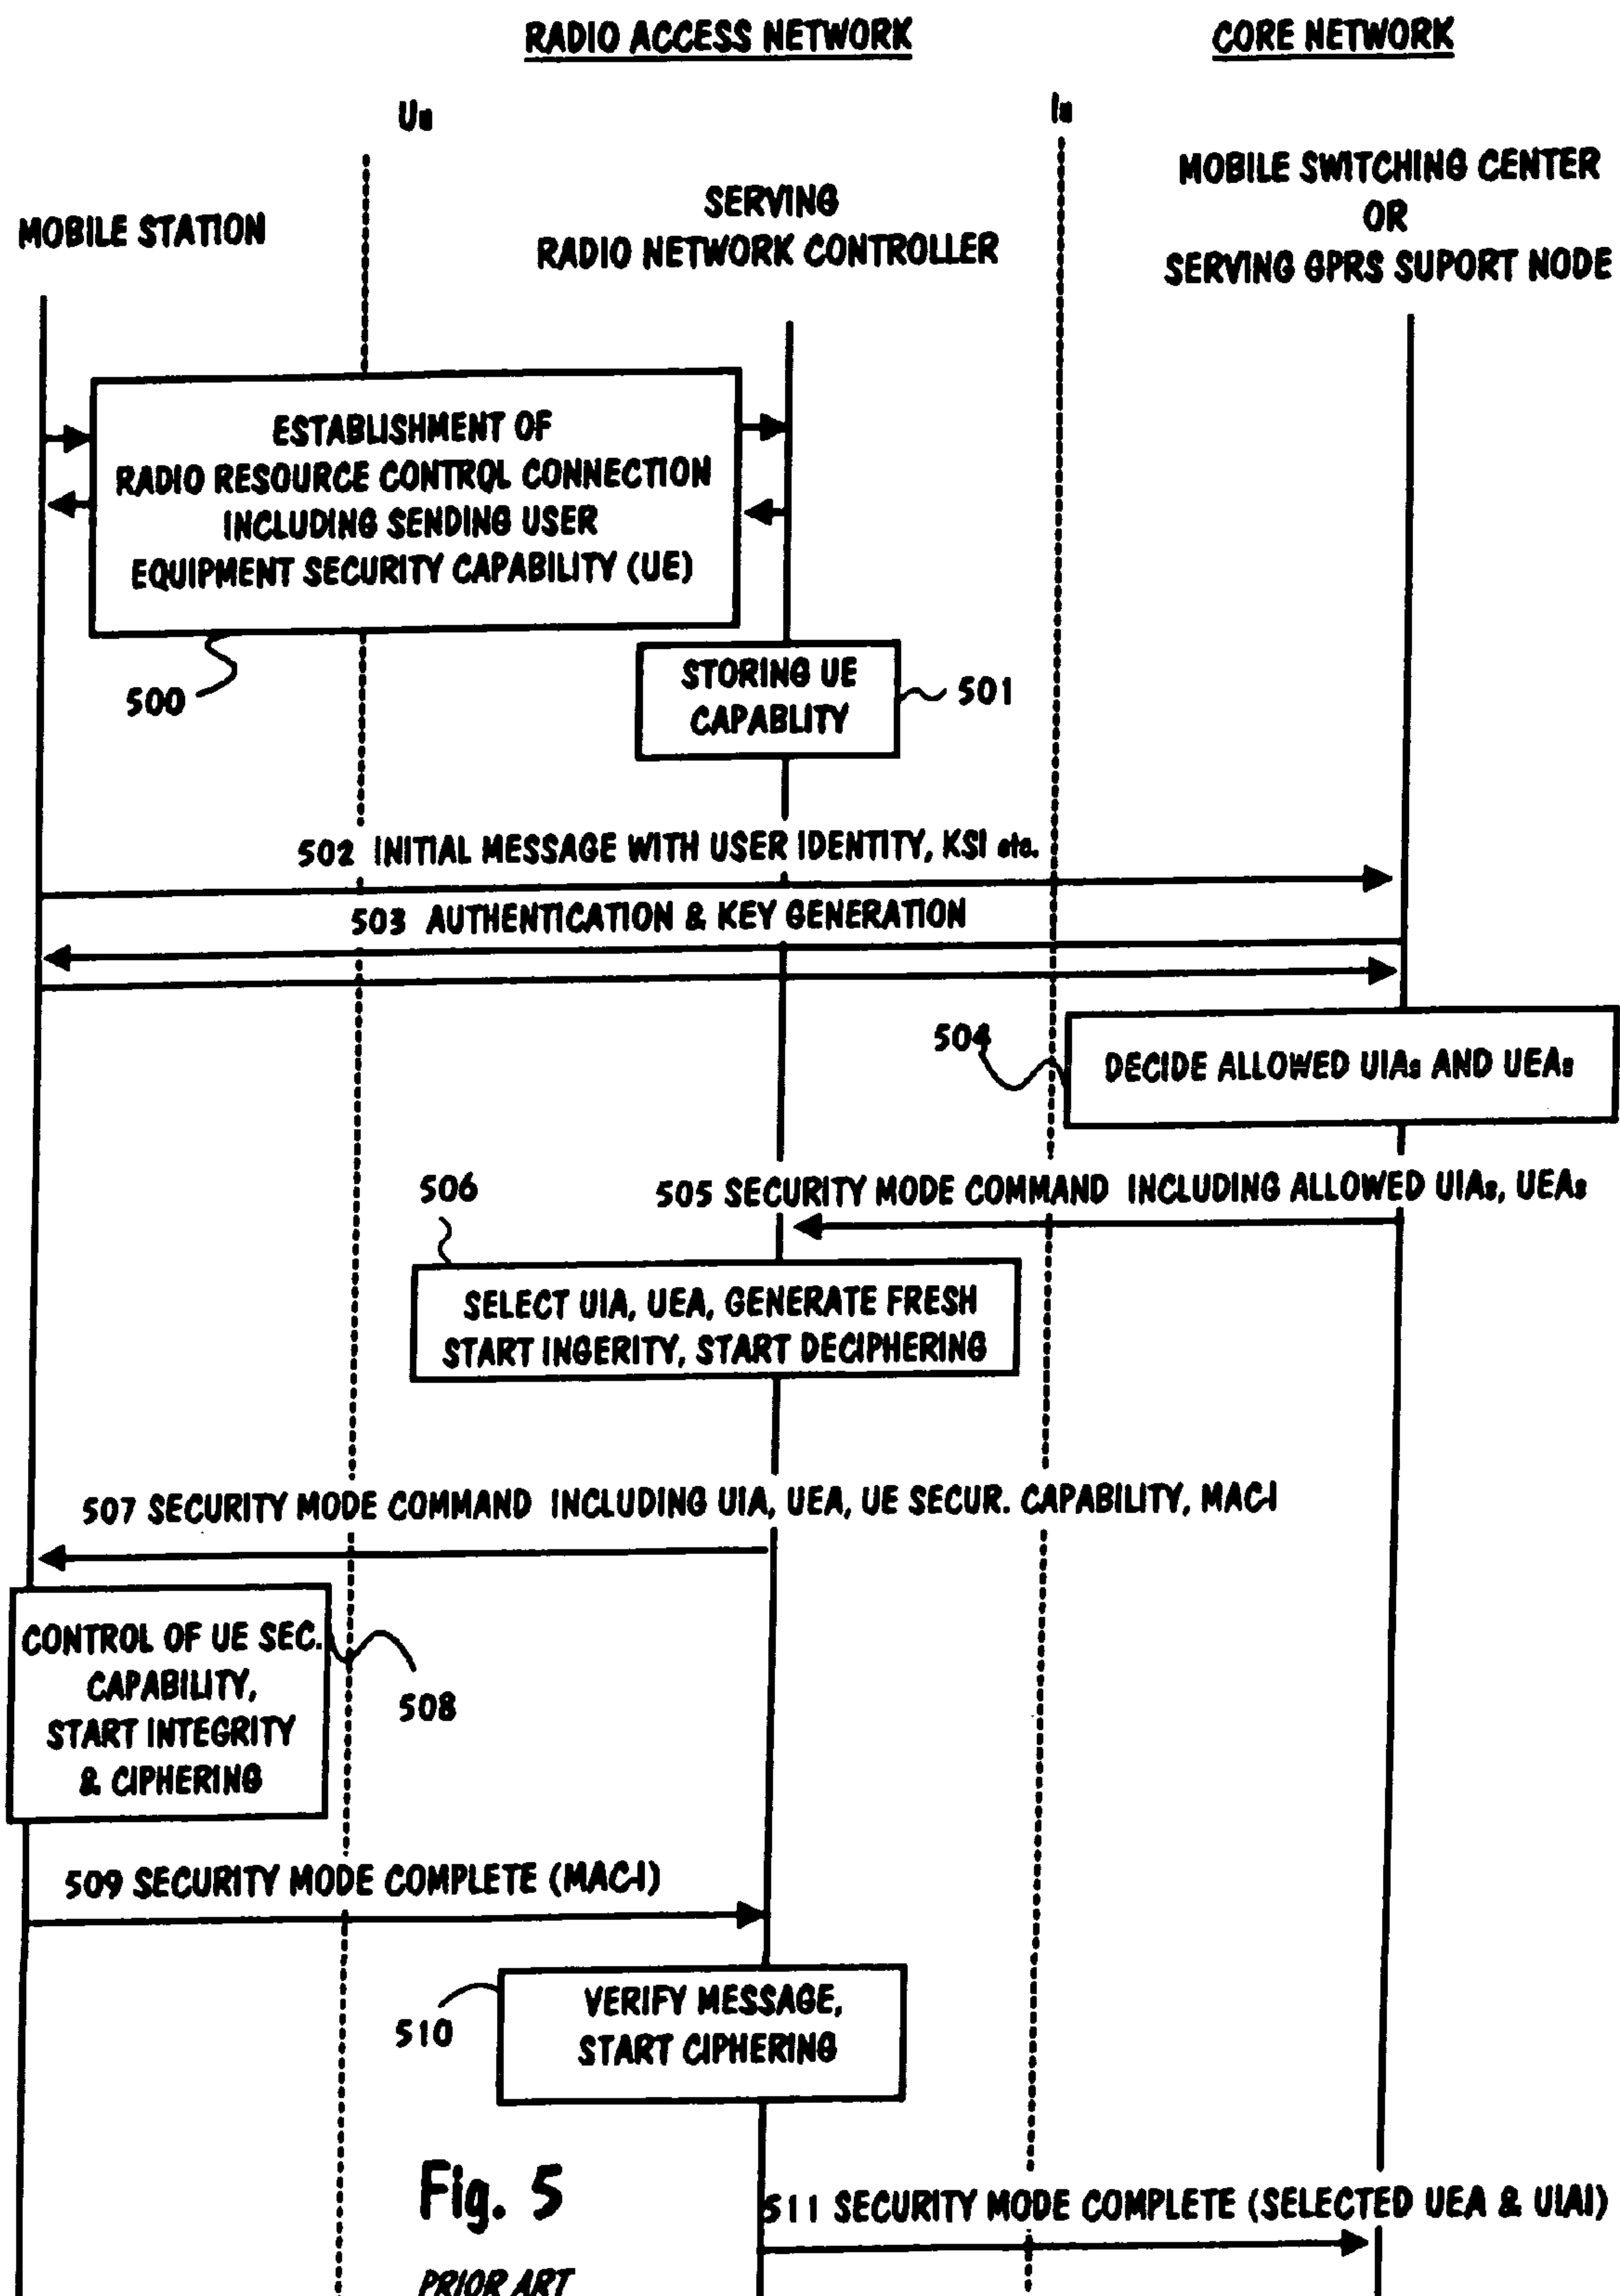 RADIO ACCESS NETWORK
CORE NETWORK
Uu
Iu
MOBILE STATION
SERVING
RADIO NETWORK CONTROLLER
MOBILE SWITCHING CENTER
OR
SERVING GPRS SUPORT NODE
ESTABLISHMENT OF
RADIO RESOURCE CONTROL CONNECTION
INCLUDING SENDING USER
EQUIPMENT SECURITY CAPABILITY (UE)
500
STORING UE
CAPABLITY
501
502 INITIAL MESSAGE WITH USER IDENTITY, KSI etc.
503 AUTHENTICATION & KEY GENERATION
504
DECIDE ALLOWED UIAs AND UEAs
505 SECURITY MODE COMMAND INCLUDING ALLOWED UIAs, UEAs
506
SELECT UIA, UEA, GENERATE FRESH
START INGERITY, START DECIPHERING
507 SECURITY MODE COMMAND INCLUDING UIA, UEA, UE SECUR. CAPABILITY, MAC-I
CONTROL OF UE SEC.
CAPABILITY,
START INTEGRITY
& CIPHERING
508
509 SECURITY MODE COMPLETE (MAC-I)
VERIFY MESSAGE,
START CIPHERING
510
511 SECURITY MODE COMPLETE (SELECTED UEA & UIAI)
Fig. 5
PRIOR ART